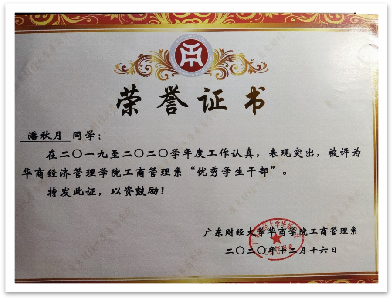 荣誉证书
潘秋月 同学：
在二〇一九至二〇二〇学年度工作认真，表现突出，被评为
华商经济管理学院工商管理系“优秀学生干部”。
特发此证，以资鼓励！
广东财经大学华商学院工商管理系
二〇二〇年十二月十六日